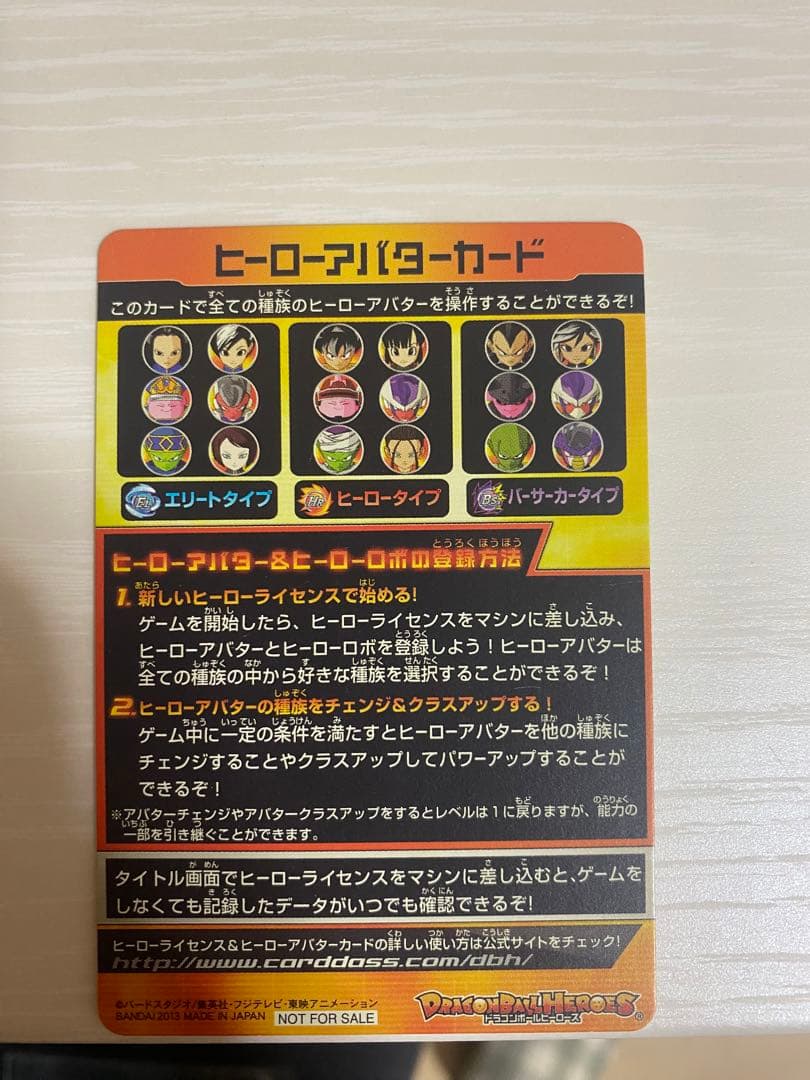 ヒーローアバターカード
このカードで全ての種族のヒーローアバターを操作することができるぞ!
エリートタイプ
HR ヒーロータイプ
Bs バーサーカータイプ
ヒーローアバター&ヒーローロボの登録方法
1. 新しいヒーローライセンスで始める!
ゲームを開始したら、ヒーローライセンスをマシンに差し込み、
ヒーローアバターとヒーローロボを登録しよう!ヒーローアバターは
全ての種族の中から好きな種族を選択することができるぞ!
2. ヒーローアバターの種族をチェンジ&クラスアップする!
ゲーム中に一定の条件を満たすとヒーローアバターを他の種族に
チェンジすることやクラスアップしてパワーアップすることが
できるぞ!
※アバターチェンジやアバタークラスアップをするとレベルは1に戻りますが、能力の
一部を引き継ぐことができます。
タイトル画面でヒーローライセンスをマシンに差し込むと、ゲームを
しなくても記録したデータがいつでも確認できるぞ!
ヒーローライセンス&ヒーローアバターカードの詳しい使い方は公式サイトをチェック!
http://www.carddass.com/dbh/
©バードスタジオ/集英社・フジテレビ・東映アニメーション
BANDAI 2013 MADE IN JAPAN NOT FOR SALE
DRAGONBALL HEROES ®
ドラゴンボールヒーローズ